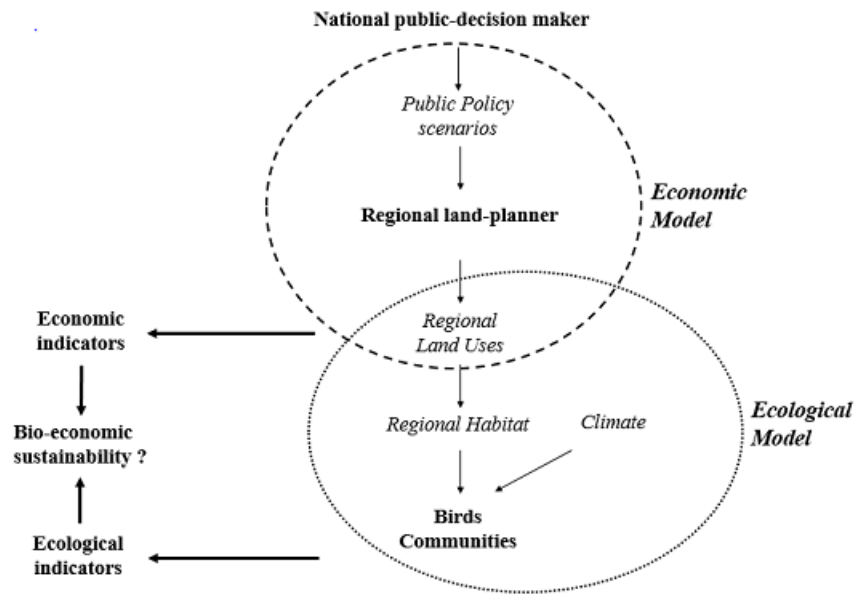 National public-decision maker
Public Policy
scenarios
Economic
Model
Regional land-planner
Economic
indicators
Regional
Land Uses
Ecological
Model
Regional Habitat
Climate
Bio-economic
sustainability ?
Birds
Communities
Ecological
indicators